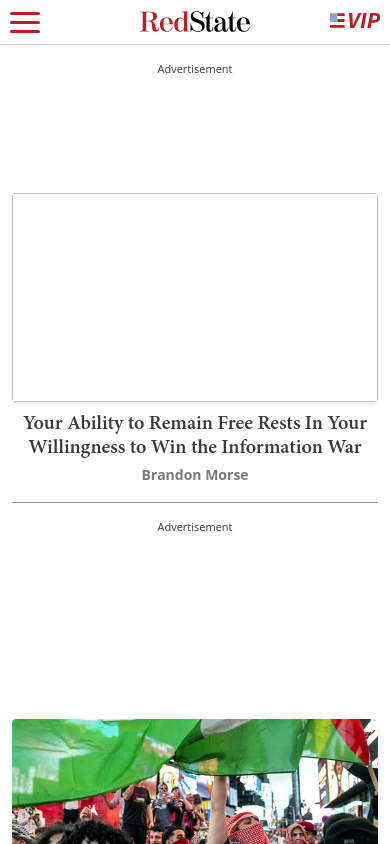 RedState
VIP
Advertisement
Your Ability to Remain Free Rests In Your
Willingness to Win the Information War
Brandon Morse
Advertisement